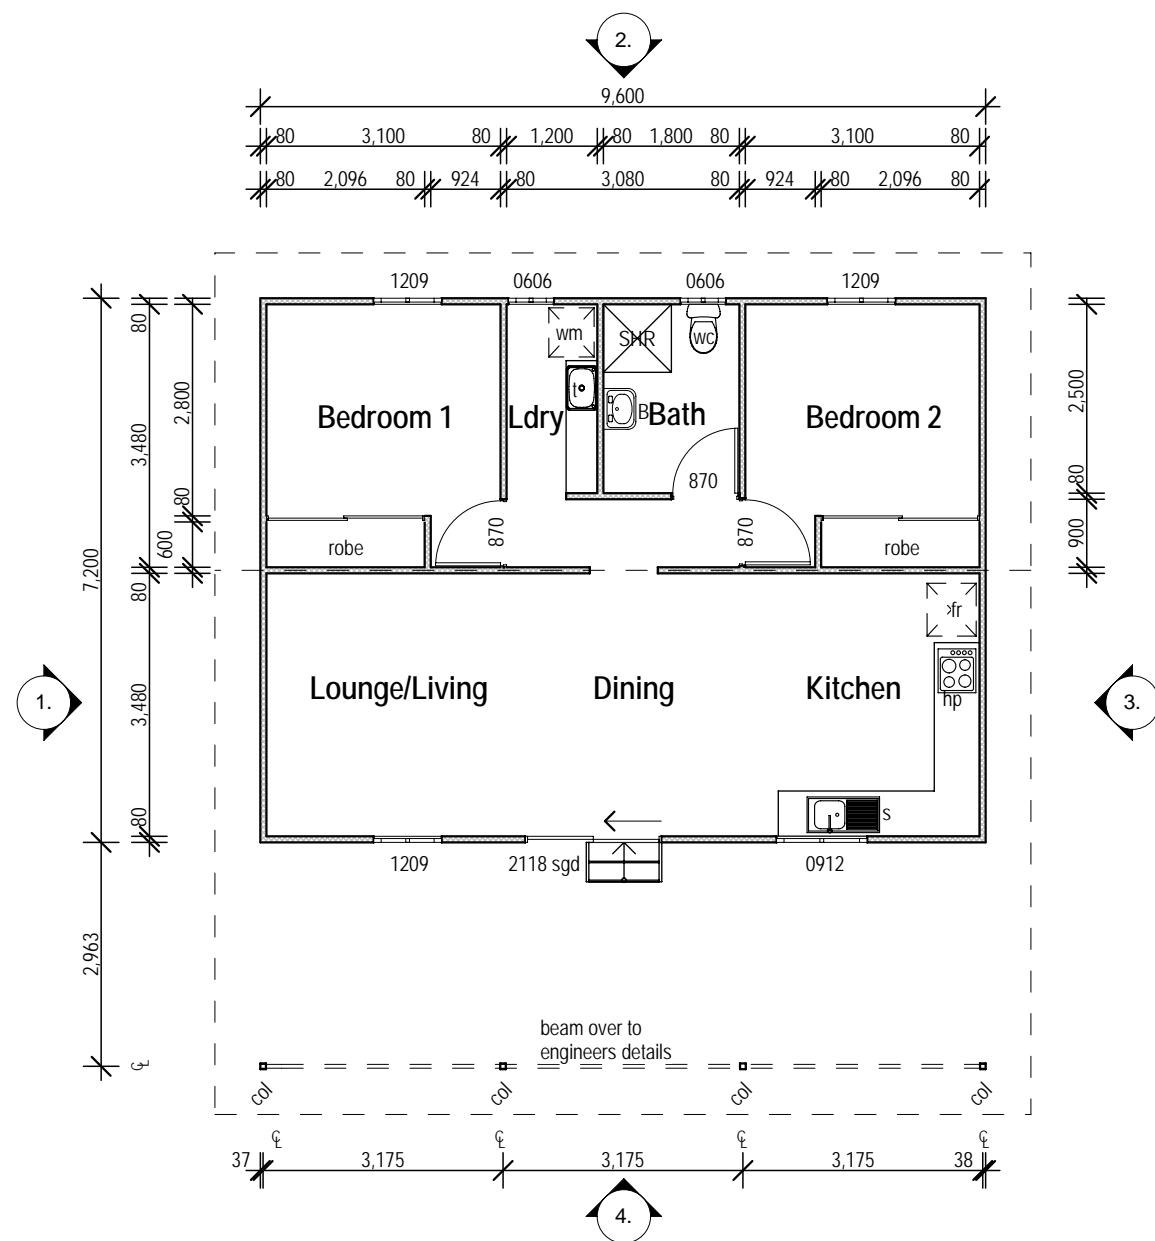 2.
9,600
80 3,100 80 1,200 80 1,800 80 3,100 80
80 2,096 80 924 80 3,080 80 924 80 2,096 80
1209 0606 0606 1209
80 2,800 3,480 80 600 7,200 80 3,480 80 2,963
2,500 80 900
wm SHR WC
t B
Bedroom 1 Ldry Bath Bedroom 2
870
870 870
robe robe
fr
Lounge/Living Dining Kitchen
hp
1. 3.
s
1209 2118 sgd 0912
beam over to
engineers details
℄
col col col col
℄ ℄ ℄ ℄
37 3,175 3,175 3,175 38
4.